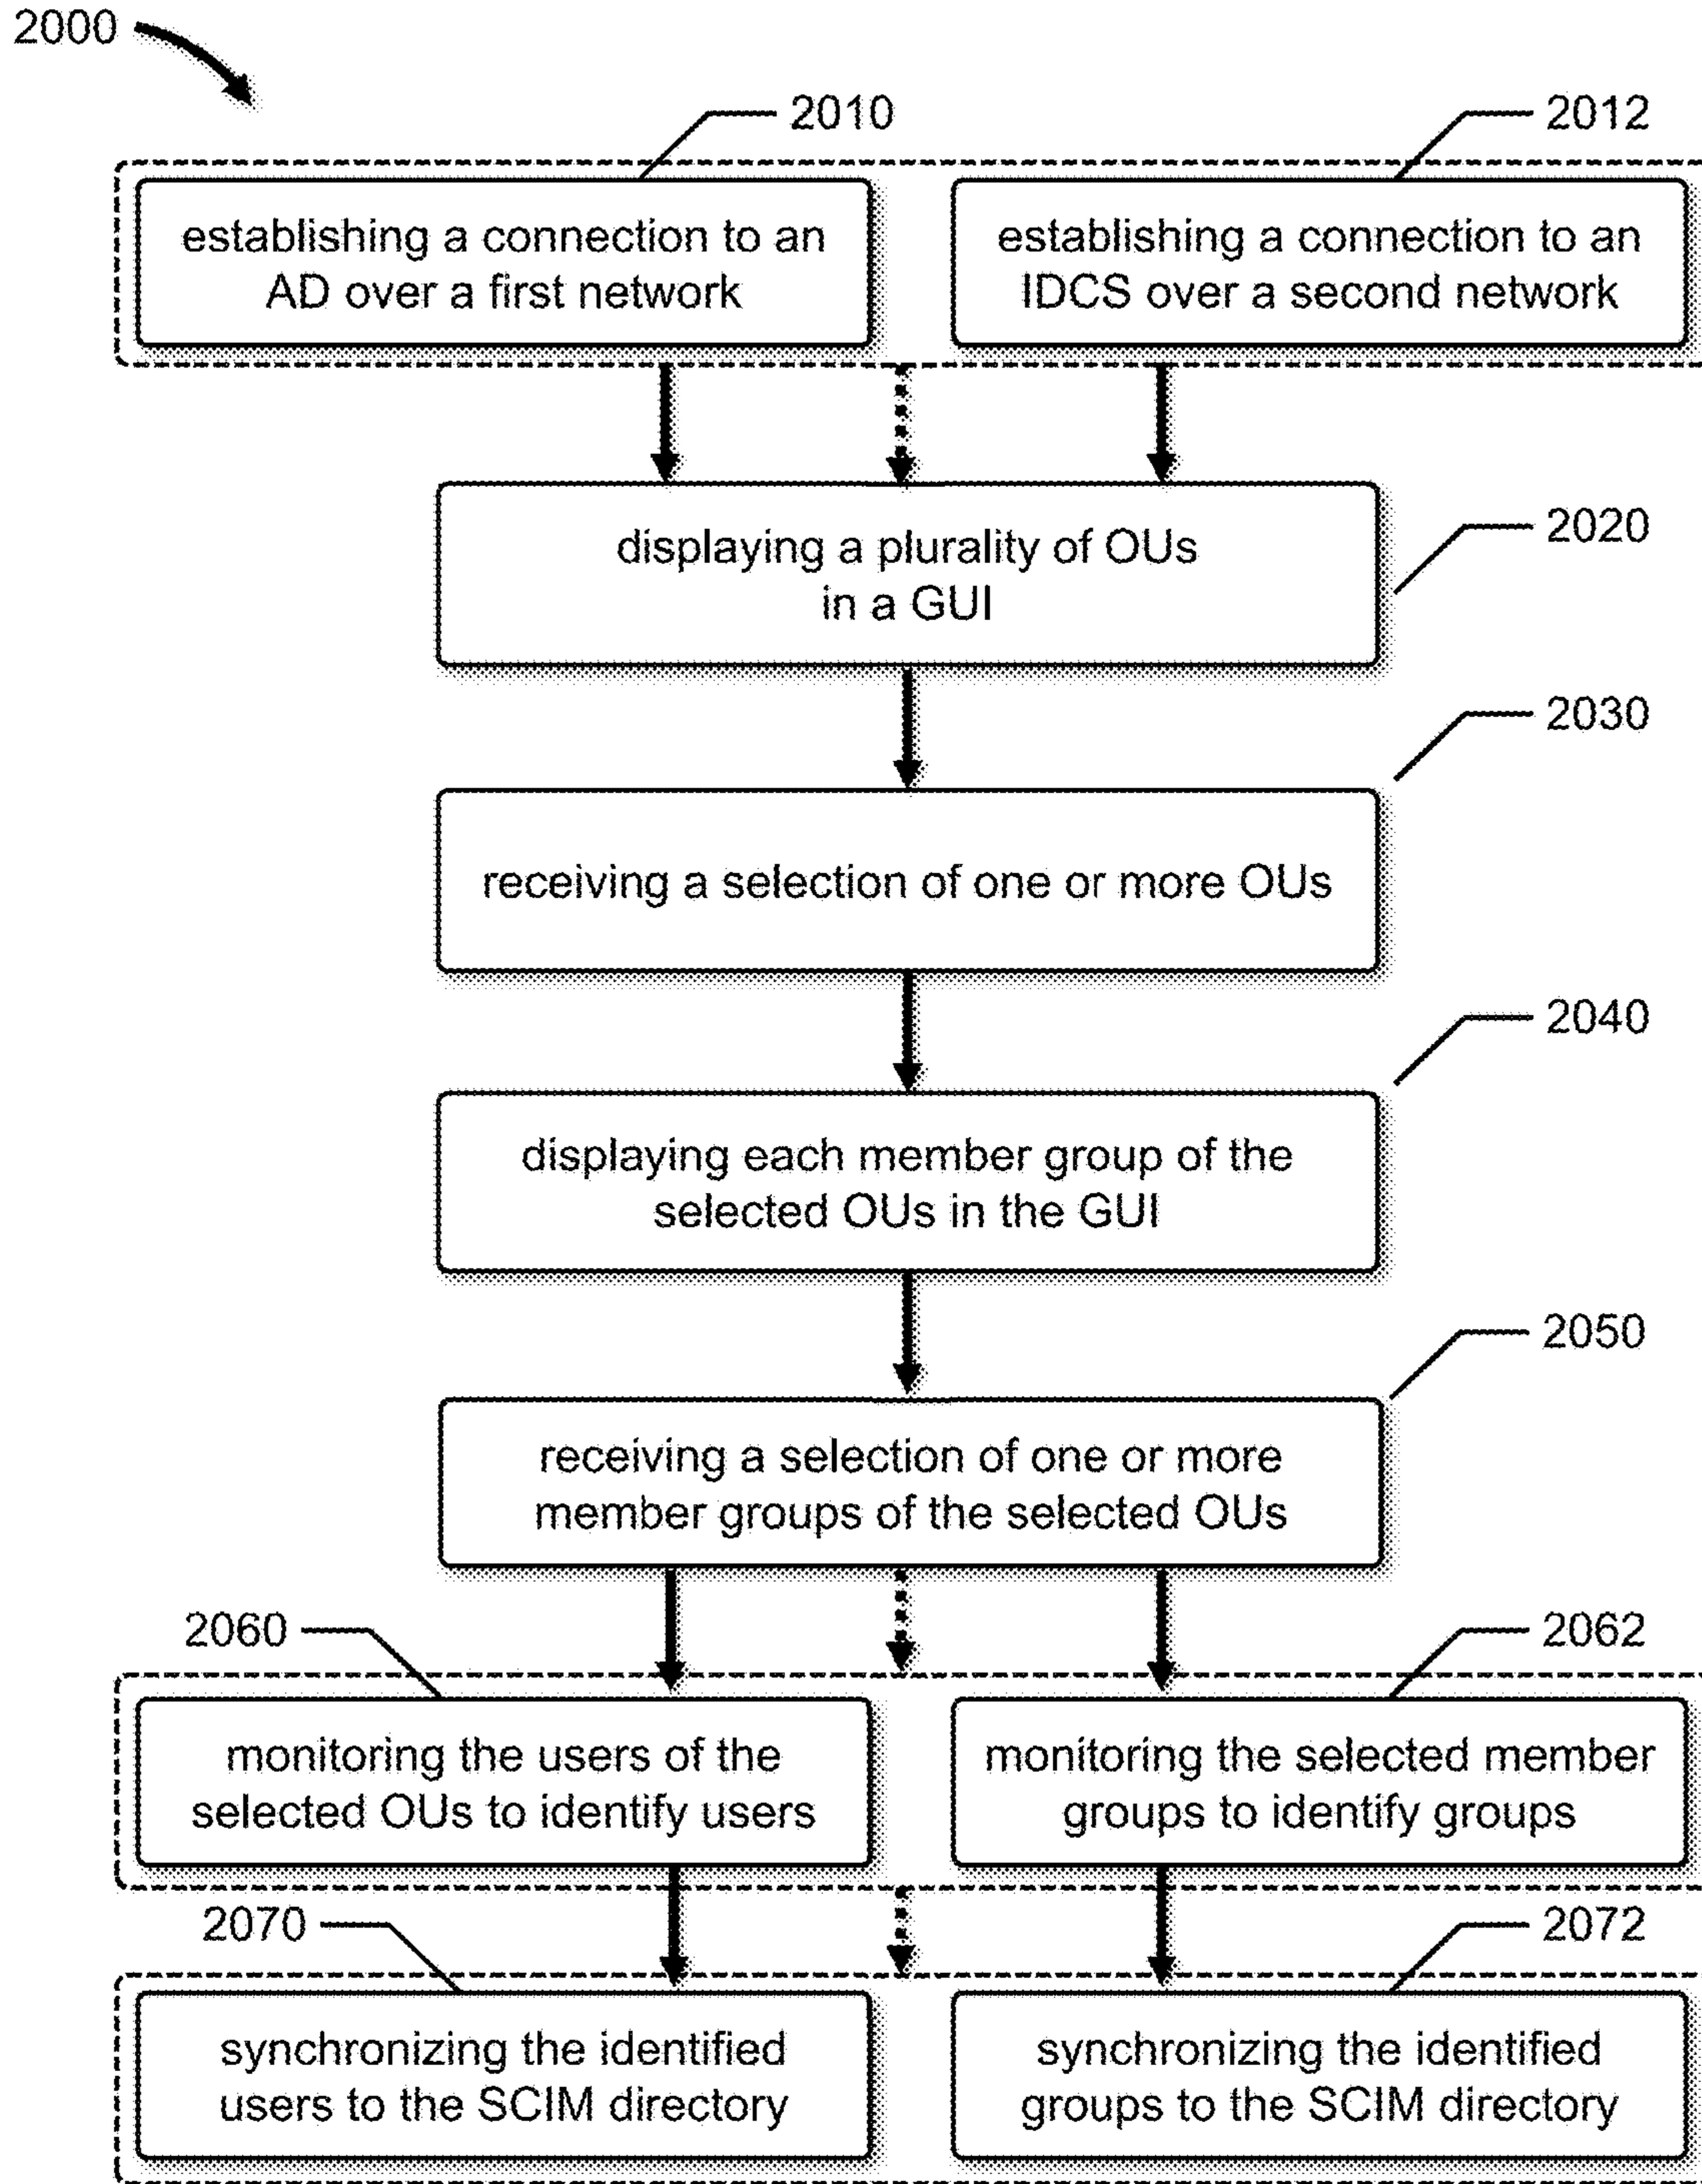 2000
2010
2012
establishing a connection to an
AD over a first network
establishing a connection to an
IDCS over a second network
2020
displaying a plurality of OUs
in a GUI
2030
receiving a selection of one or more OUs
2040
displaying each member group of the
selected OUs in the GUI
2050
receiving a selection of one or more
member groups of the selected OUs
2060
2062
monitoring the users of the
selected OUs to identify users
monitoring the selected member
groups to identify groups
2070
2072
synchronizing the identified
users to the SCIM directory
synchronizing the identified
groups to the SCIM directory